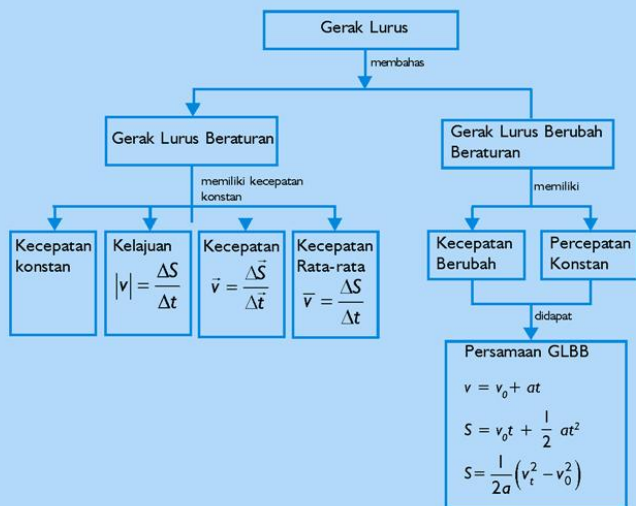 Gerak Lurus
membahas
Gerak Lurus Beraturan
Gerak Lurus Berubah
Beraturan
memiliki kecepatan
konstan
memiliki
Kecepatan
konstan
Kelajuan
|v| = ΔS / Δt
Kecepatan
v⃗ = ΔS⃗ / Δt⃗
Kecepatan
Rata-rata
v̅ = ΔS / Δt
Kecepatan
Berubah
Percepatan
Konstan
didapat
Persamaan GLBB
v = v₀ + at
S = v₀t + 1/2 at²
S = 1/2a (vₜ² – v₀²)